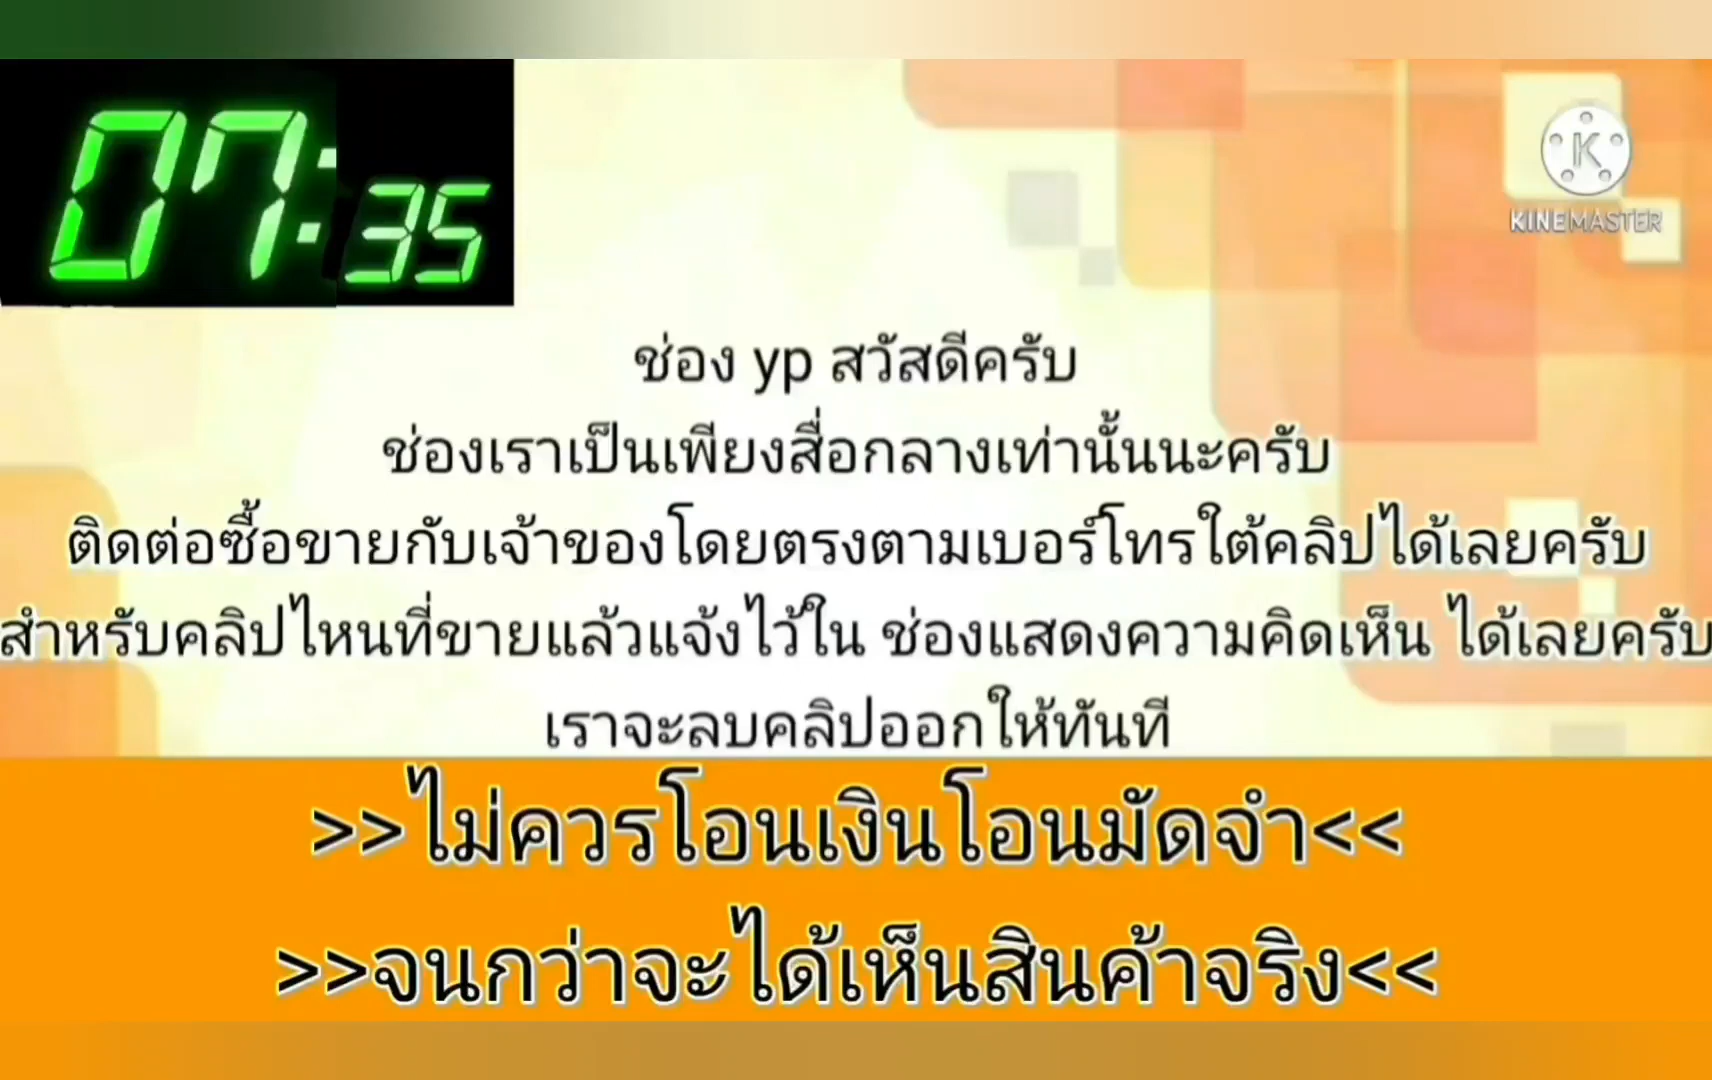 07:35
K
KINEMASTER
ช่อง yp สวัสดีครับ
ช่องเราเป็นเพียงสื่อกลางเท่านั้นนะครับ
ติดต่อซื้อขายกับเจ้าของโดยตรงตามเบอร์โทรใต้คลิปได้เลยครับ
สำหรับคลิปไหนที่ขายแล้วแจ้งไว้ใน ช่องแสดงความคิดเห็น ได้เลยครับ
เราจะลบคลิปออกให้ทันที
>>ไม่ควรโอนเงินโอนมัดจำ<<
>>จนกว่าจะได้เห็นสินค้าจริง<<